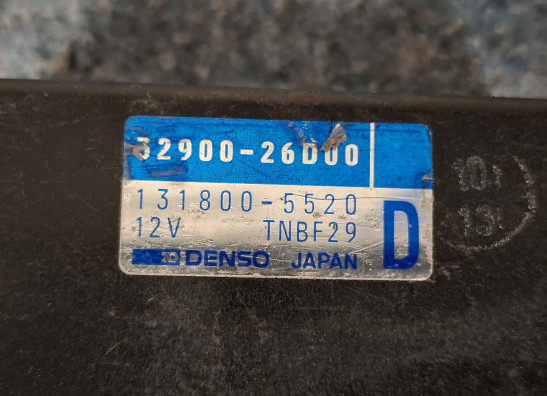 32900-26D00
131800-5520
12V TNBF29
D
DENSO JAPAN